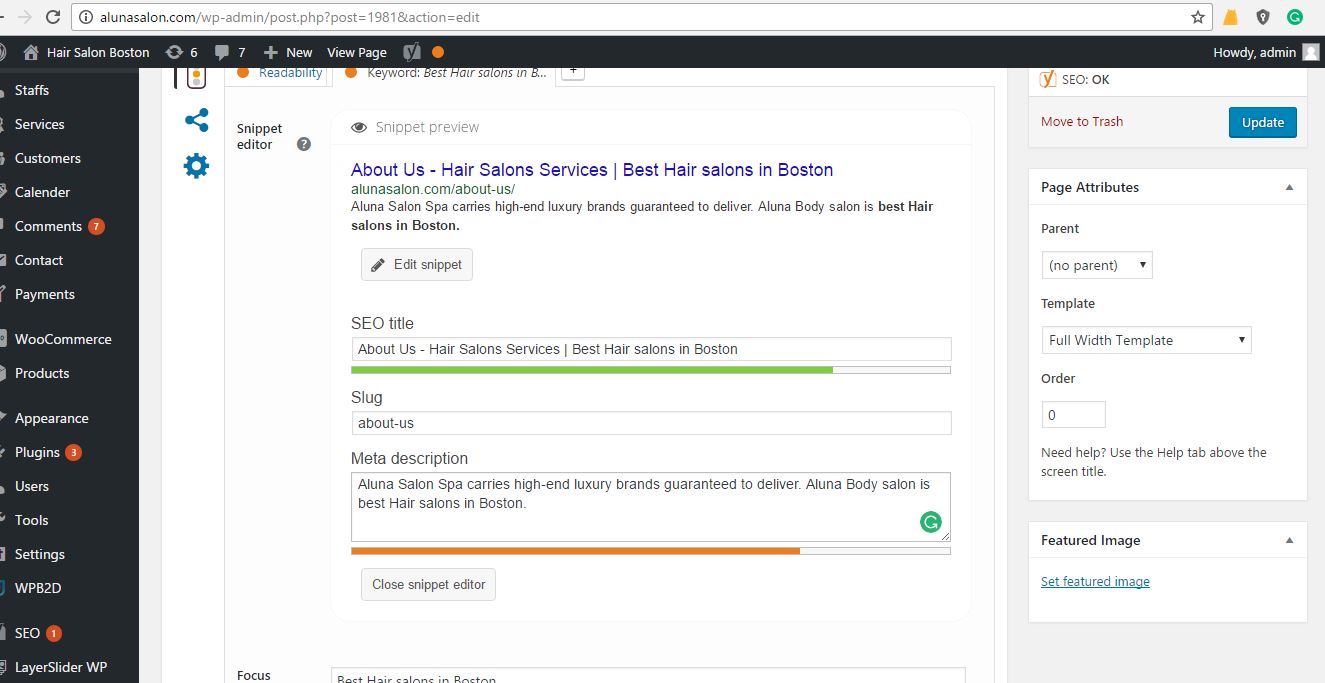 alunasalon.com/wp-admin/post.php?post=1981&action=edit
Hair Salon Boston 6 7 New View Page Howdy, admin
Staffs
Services
Customers
Calender
Comments 7
Contact
Payments
WooCommerce
Products
Appearance
Plugins 3
Users
Tools
Settings
WPB2D
SEO 1
LayerSlider WP
Readability Keyword: Best Hair salons in B... +
Snippet
editor ?
Snippet preview
About Us - Hair Salons Services | Best Hair salons in Boston
alunasalon.com/about-us/
Aluna Salon Spa carries high-end luxury brands guaranteed to deliver. Aluna Body salon is best Hair
salons in Boston.
Edit snippet
SEO title
About Us - Hair Salons Services | Best Hair salons in Boston
Slug
about-us
Meta description
Aluna Salon Spa carries high-end luxury brands guaranteed to deliver. Aluna Body salon is
best Hair salons in Boston.
Close snippet editor
Focus
Best Hair salons in Boston
SEO: OK
Move to Trash
Update
Page Attributes
Parent
(no parent)
Template
Full Width Template
Order
0
Need help? Use the Help tab above the
screen title.
Featured Image
Set featured image